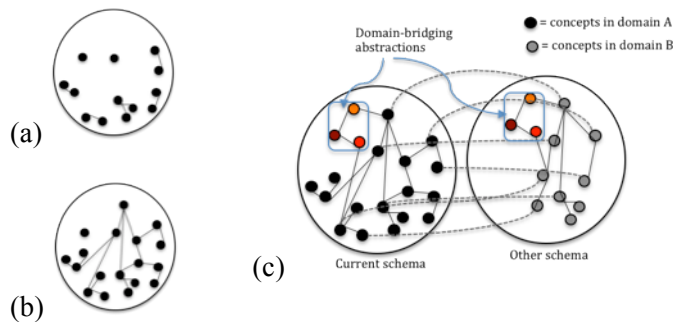 = concepts in domain A
Domain-bridging
abstractions
= concepts in domain B
(a)
(b)
(c)
Current schema
Other schema